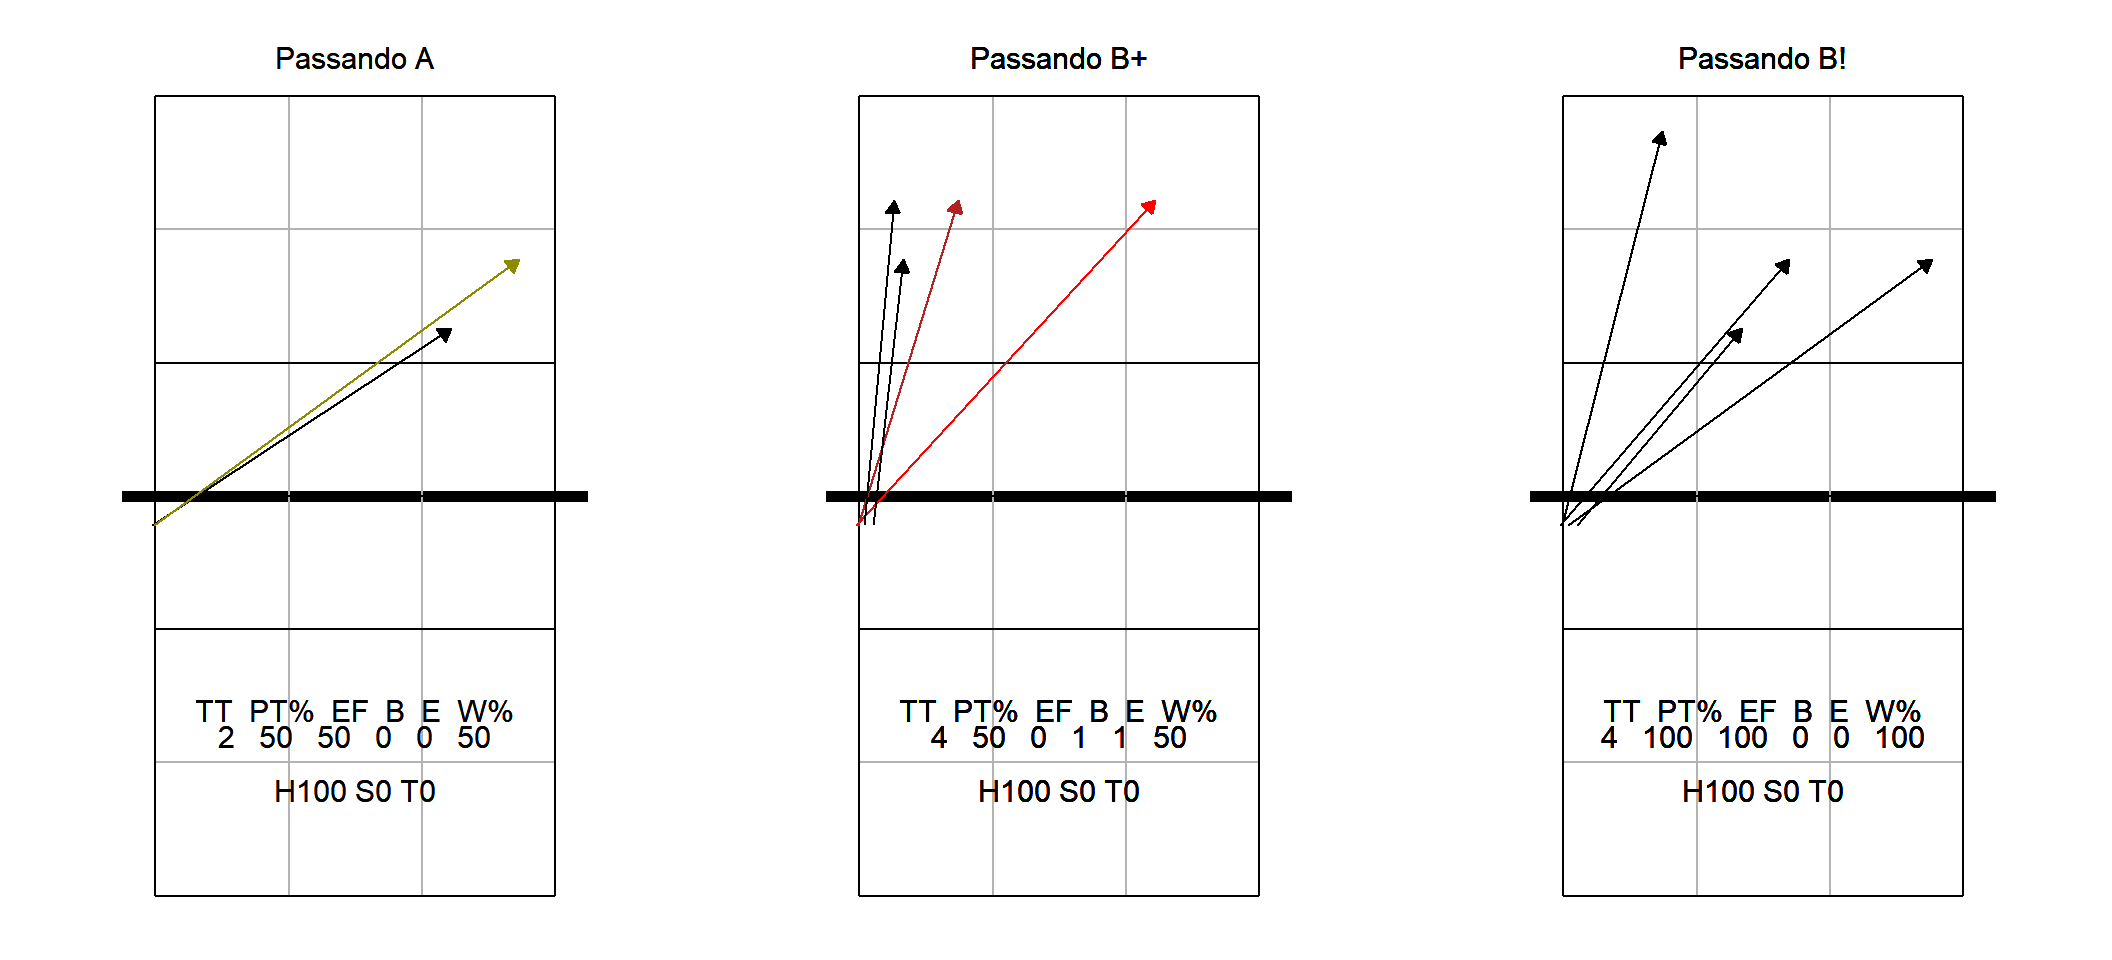 Passando A
TT PT% EF B E W%
2 50 50 0 0 50
H100 S0 T0
Passando B+
TT PT% EF B E W%
4 50 0 1 1 50
H100 S0 T0
Passando B!
TT PT% EF B E W%
4 100 100 0 0 100
H100 S0 T0